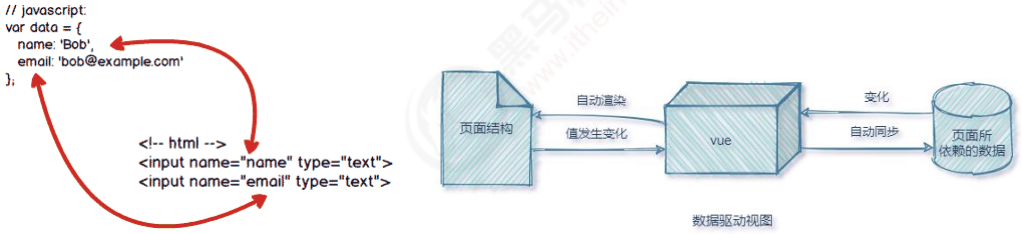 // javascript:
var data = {
name: 'Bob',
email: 'bob@example.com'
};
<!-- html -->
<input name="name" type="text">
<input name="email" type="text">
页面结构
自动渲染
值发生变化
vue
变化
自动同步
页面所
依赖的数据
数据驱动视图